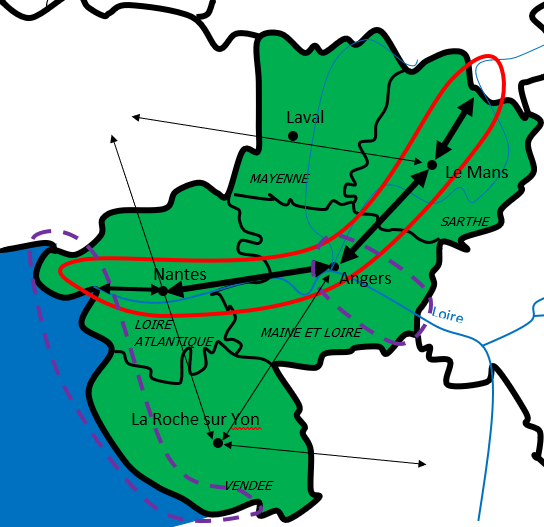 Laval
MAYENNE
Le Mans
SARTHE
Nantes
Angers
Loire
LOIRE
ATLANTIQUE
MAINE ET LOIRE
La Roche sur Yon
VENDEE